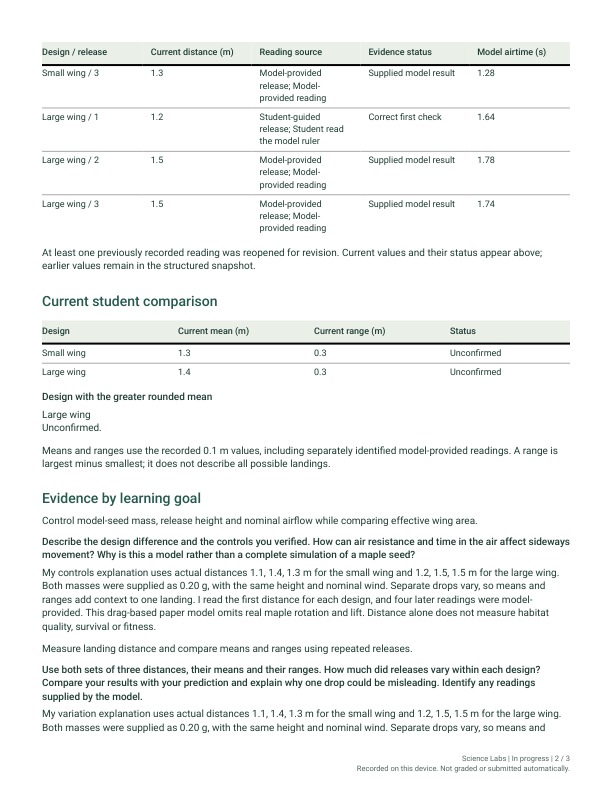 Design / release Current distance (m) Reading source Evidence status Model airtime (s)
Small wing / 3 1.3 Model-provided release; Model-provided reading Supplied model result 1.28
Large wing / 1 1.2 Student-guided release; Student read the model ruler Correct first check 1.64
Large wing / 2 1.5 Model-provided release; Model-provided reading Supplied model result 1.78
Large wing / 3 1.5 Model-provided release; Model-provided reading Supplied model result 1.74
At least one previously recorded reading was reopened for revision. Current values and their status appear above;
earlier values remain in the structured snapshot.
Current student comparison
Design Current mean (m) Current range (m) Status
Small wing 1.3 0.3 Unconfirmed
Large wing 1.4 0.3 Unconfirmed
Design with the greater rounded mean
Large wing
Unconfirmed.
Means and ranges use the recorded 0.1 m values, including separately identified model-provided readings. A range is
largest minus smallest; it does not describe all possible landings.
Evidence by learning goal
Control model-seed mass, release height and nominal airflow while comparing effective wing area.
Describe the design difference and the controls you verified. How can air resistance and time in the air affect sideways
movement? Why is this a model rather than a complete simulation of a maple seed?
My controls explanation uses actual distances 1.1, 1.4, 1.3 m for the small wing and 1.2, 1.5, 1.5 m for the large wing.
Both masses were supplied as 0.20 g, with the same height and nominal wind. Separate drops vary, so means and
ranges add context to one landing. I read the first distance for each design, and four later readings were model-
provided. This drag-based paper model omits real maple rotation and lift. Distance alone does not measure habitat
quality, survival or fitness.
Measure landing distance and compare means and ranges using repeated releases.
Use both sets of three distances, their means and their ranges. How much did releases vary within each design?
Compare your results with your prediction and explain why one drop could be misleading. Identify any readings
supplied by the model.
My variation explanation uses actual distances 1.1, 1.4, 1.3 m for the small wing and 1.2, 1.5, 1.5 m for the large wing.
Both masses were supplied as 0.20 g, with the same height and nominal wind. Separate drops vary, so means and
Science Labs | In progress | 2 / 3
Recorded on this device. Not graded or submitted automatically.